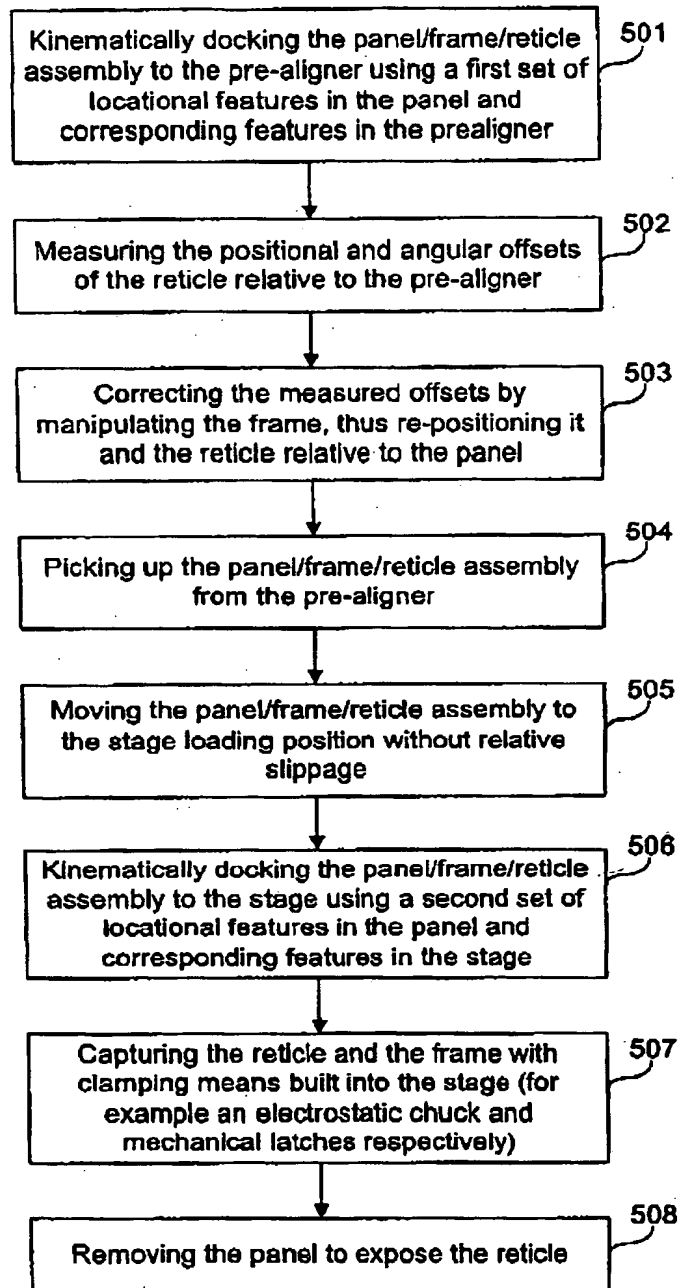 Kinematically docking the panel/frame/reticle
assembly to the pre-aligner using a first set of
locational features in the panel and
corresponding features in the prealigner
501
Measuring the positional and angular offsets
of the reticle relative to the pre-aligner
502
Correcting the measured offsets by
manipulating the frame, thus re-positioning it
and the reticle relative to the panel
503
Picking up the panel/frame/reticle assembly
from the pre-aligner
504
Moving the panel/frame/reticle assembly to
the stage loading position without relative
slippage
505
Kinematically docking the panel/frame/reticle
assembly to the stage using a second set of
locational features in the panel and
corresponding features in the stage
506
Capturing the reticle and the frame with
clamping means built into the stage (for
example an electrostatic chuck and
mechanical latches respectively)
507
Removing the panel to expose the reticle
508